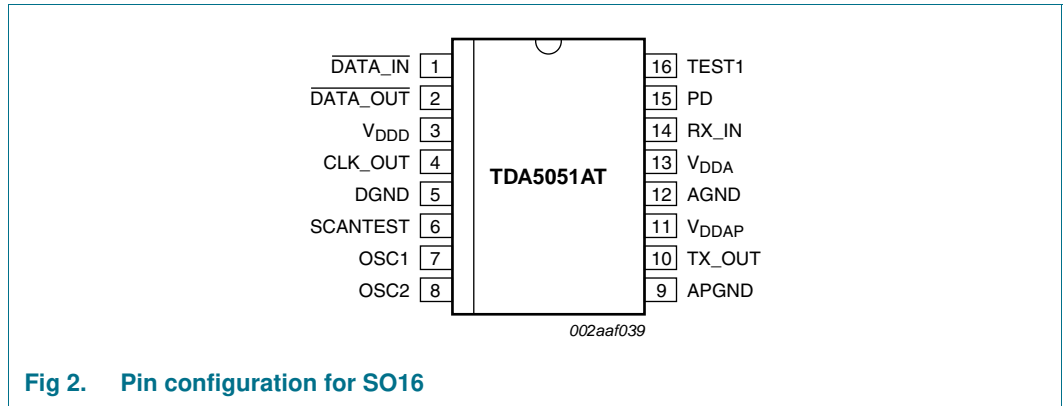 DATA_IN 1
DATA_OUT 2
VDDD 3
CLK_OUT 4
DGND 5
SCANTEST 6
OSC1 7
OSC2 8
TDA5051AT
16 TEST1
15 PD
14 RX_IN
13 VDDA
12 AGND
11 VDDAP
10 TX_OUT
9 APGND
002aaf039
Fig 2. Pin configuration for SO16